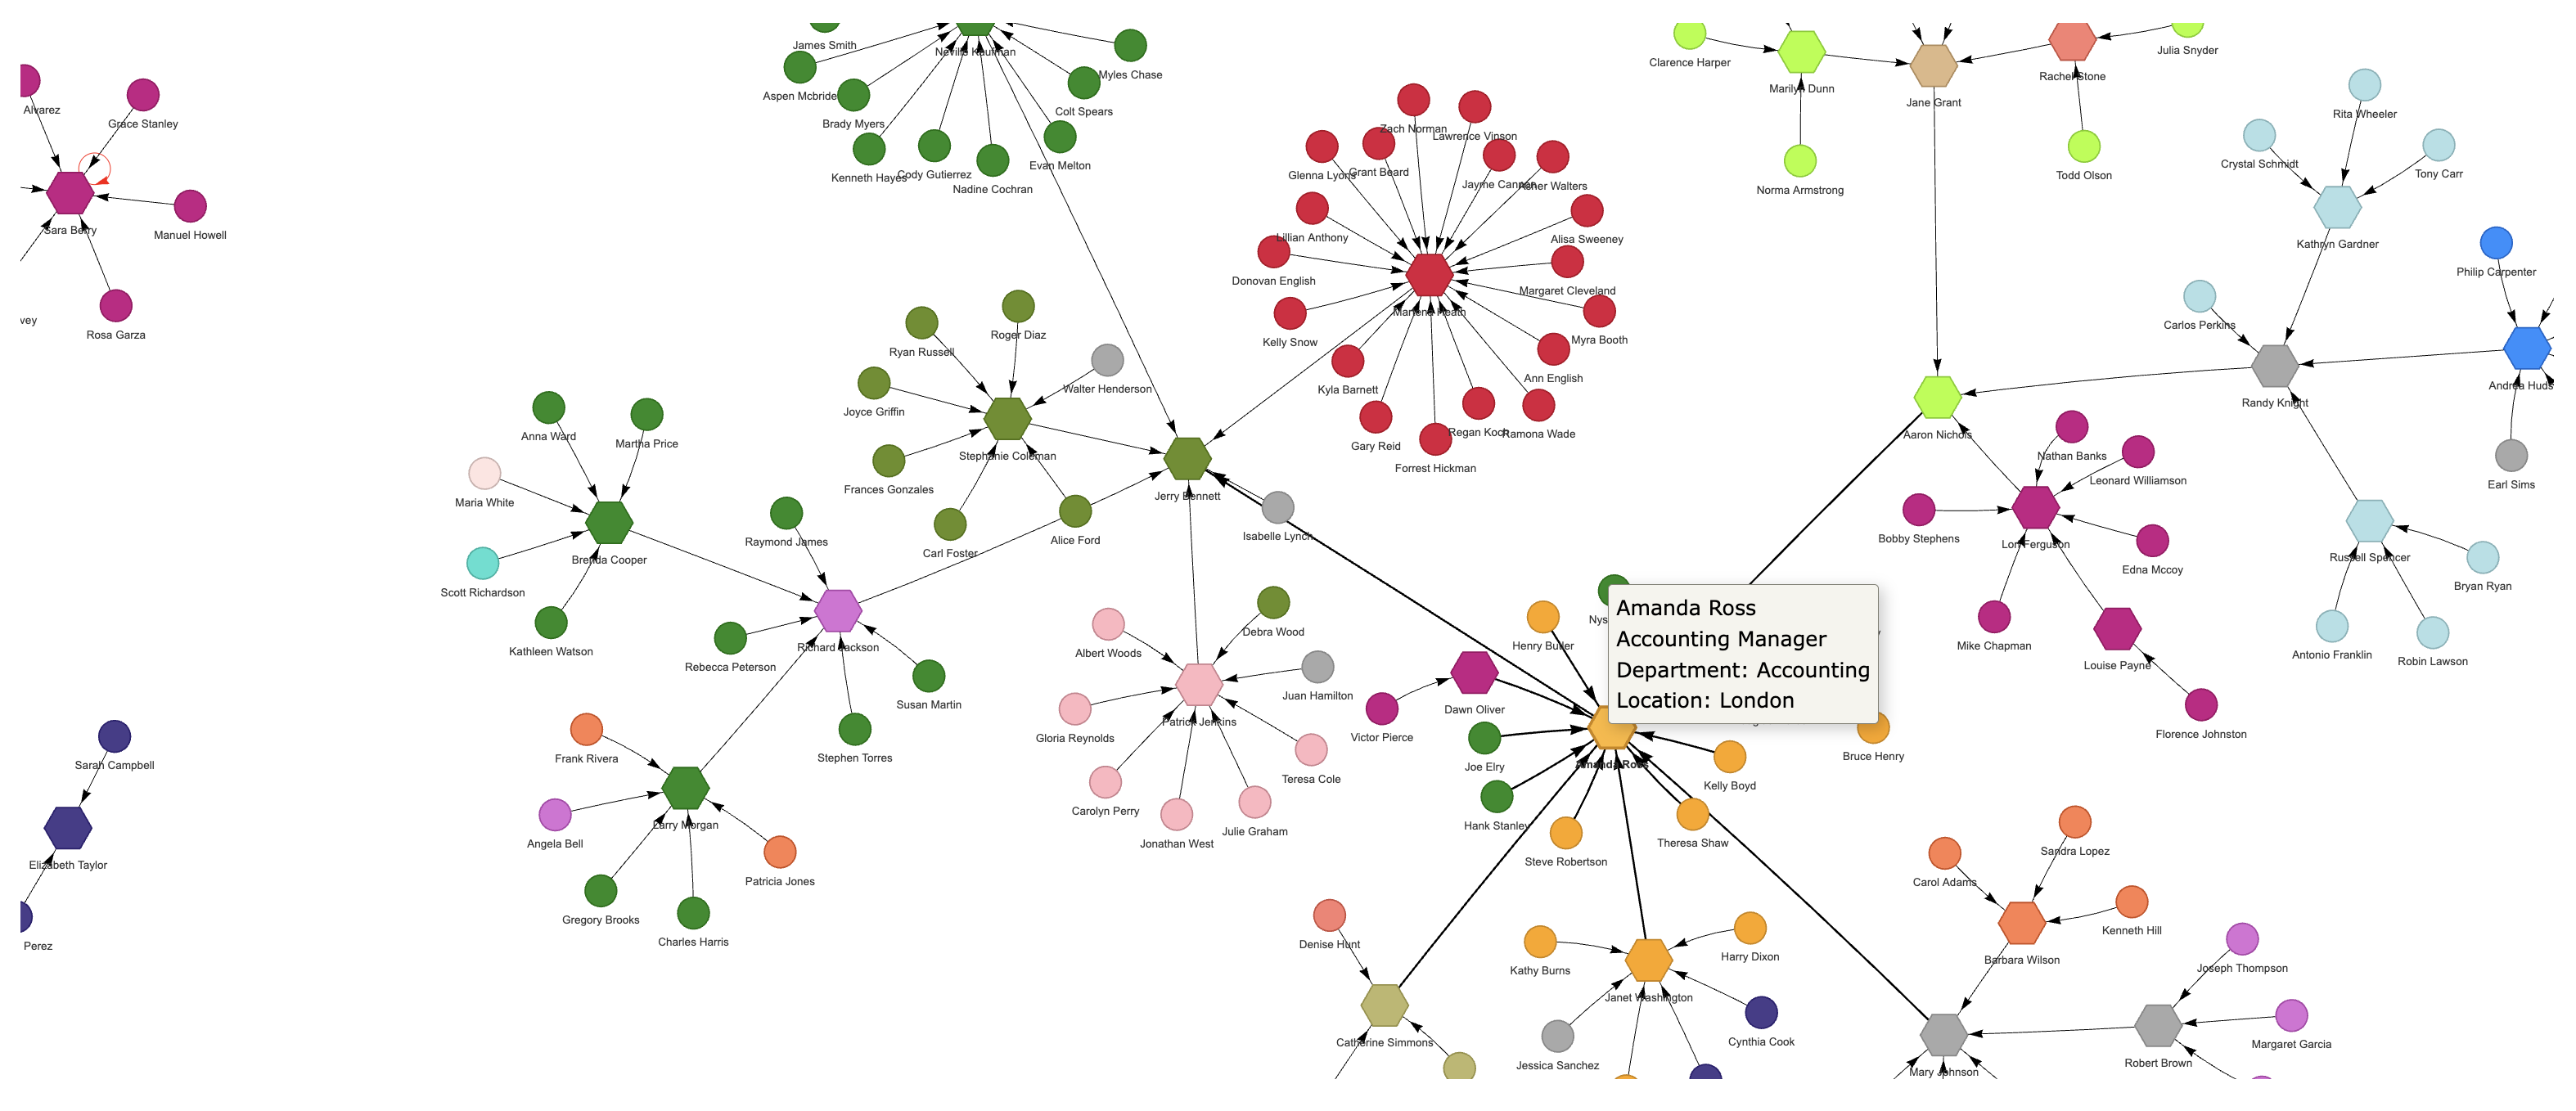 James Smith
Neville Kaufman
Myles Chase
Aspen Mcbride
Colt Spears
Brady Myers
Kenneth Hayes
Cody Gutierrez
Nadine Cochran
Evan Melton
Alvarez
Grace Stanley
Sara Berry
Manuel Howell
Rosa Garza
vey
Clarence Harper
Marilyn Dunn
Jane Grant
Rachel Stone
Julia Snyder
Norma Armstrong
Todd Olson
Rita Wheeler
Crystal Schmidt
Tony Carr
Kathryn Gardner
Philip Carpenter
Carlos Perkins
Randy Knight
Andrea Huds
Earl Sims
Zach Norman
Lawrence Vinson
Glenna Lyons
Grant Beard
Jayme Cannon
Asher Walters
Lillian Anthony
Alisa Sweeney
Donovan English
Margaret Cleveland
Marlene Heath
Kelly Snow
Myra Booth
Kyla Barnett
Ann English
Gary Reid
Regan Koch
Ramona Wade
Forrest Hickman
Roger Diaz
Ryan Russell
Walter Henderson
Joyce Griffin
Stephanie Coleman
Frances Gonzales
Carl Foster
Alice Ford
Jerry Bennett
Isabelle Lynch
Anna Ward
Martha Price
Maria White
Brenda Cooper
Scott Richardson
Kathleen Watson
Raymond James
Rebecca Peterson
Richard Jackson
Susan Martin
Stephen Torres
Frank Rivera
Angela Bell
Larry Morgan
Patricia Jones
Gregory Brooks
Charles Harris
Sarah Campbell
Elizabeth Taylor
Perez
Debra Wood
Albert Woods
Juan Hamilton
Gloria Reynolds
Patrick Jenkins
Teresa Cole
Carolyn Perry
Jonathan West
Julie Graham
Aaron Nichols
Nathan Banks
Leonard Williamson
Bobby Stephens
Lori Ferguson
Edna Mccoy
Mike Chapman
Louise Payne
Florence Johnston
Russell Spencer
Bryan Ryan
Antonio Franklin
Robin Lawson
Nys
Henry Butler
Amanda Ross
Accounting Manager
Department: Accounting
Location: London
Dawn Oliver
Victor Pierce
Joe Elry
Amanda Ross
Bruce Henry
Kelly Boyd
Hank Stanley
Steve Robertson
Theresa Shaw
Denise Hunt
Kathy Burns
Harry Dixon
Janet Washington
Catherine Simmons
Jessica Sanchez
Cynthia Cook
Carol Adams
Sandra Lopez
Kenneth Hill
Barbara Wilson
Joseph Thompson
Margaret Garcia
Robert Brown
Mary Johnson